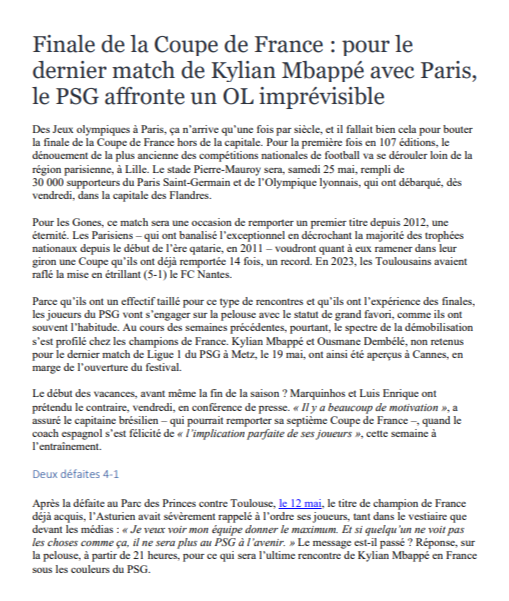 Finale de la Coupe de France : pour le
dernier match de Kylian Mbappé avec Paris,
le PSG affronte un OL imprévisible
Des Jeux olympiques à Paris, ça n'arrive qu'une fois par siècle, et il fallait bien cela pour bouter
la finale de la Coupe de France hors de la capitale. Pour la première fois en 107 éditions, le
dénouement de la plus ancienne des compétitions nationales de football va se dérouler loin de la
région parisienne, à Lille. Le stade Pierre-Mauroy sera, samedi 25 mai, rempli de
30 000 supporteurs du Paris Saint-Germain et de l'Olympique lyonnais, qui ont débarqué, dès
vendredi, dans la capitale des Flandres.
Pour les Gones, ce match sera une occasion de remporter un premier titre depuis 2012, une
éternité. Les Parisiens – qui ont banalisé l'exceptionnel en décrochant la majorité des trophées
nationaux depuis le début de l'ère qatarie, en 2011 – voudront quant à eux ramener dans leur
giron une Coupe qu'ils ont déjà remportée 14 fois, un record. En 2023, les Toulousains avaient
raflé la mise en étrillant (5-1) le FC Nantes.
Parce qu'ils ont un effectif taillé pour ce type de rencontres et qu'ils ont l'expérience des finales,
les joueurs du PSG vont s'engager sur la pelouse avec le statut de grand favori, comme ils ont
souvent l'habitude. Au cours des semaines précédentes, pourtant, le spectre de la démobilisation
s'est profilé chez les champions de France. Kylian Mbappé et Ousmane Dembélé, non retenus
pour le dernier match de Ligue 1 du PSG à Metz, le 19 mai, ont ainsi été aperçus à Cannes, en
marge de l'ouverture du festival.
Le début des vacances, avant même la fin de la saison ? Marquinhos et Luis Enrique ont
prétendu le contraire, vendredi, en conférence de presse. « Il y a beaucoup de motivation », a
assuré le capitaine brésilien – qui pourrait remporter sa septième Coupe de France –, quand le
coach espagnol s'est félicité de « l'implication parfaite de ses joueurs », cette semaine à
l'entraînement.
Deux défaites 4-1
Après la défaite au Parc des Princes contre Toulouse, le 12 mai, le titre de champion de France
déjà acquis, l'Asturien avait sévèrement rappelé à l'ordre ses joueurs, tant dans le vestiaire que
devant les médias : « Je veux voir mon équipe donner le maximum. Et si quelqu'un ne voit pas
les choses comme ça, il ne sera plus au PSG à l'avenir. » Le message est-il passé ? Réponse, sur
la pelouse, à partir de 21 heures, pour ce qui sera l'ultime rencontre de Kylian Mbappé en France
sous les couleurs du PSG.